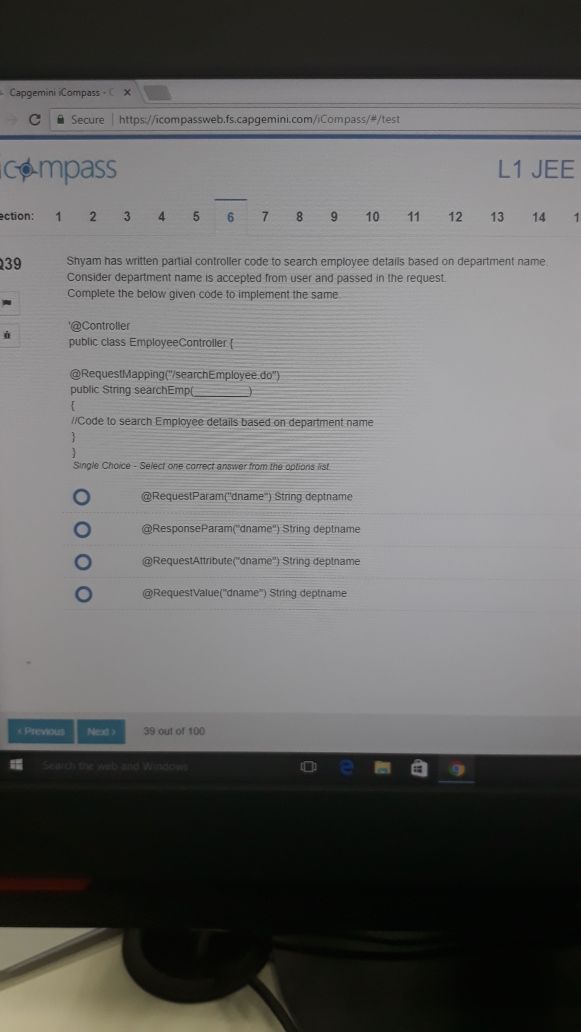 Capgemini iCompass - C x
Secure | https://icompassweb.fs.capgemini.com/iCompass/#/test
icompass
L1 JEE
ection: 1 2 3 4 5 6 7 8 9 10 11 12 13 14 1
Q39
Shyam has written partial controller code to search employee details based on department name.
Consider department name is accepted from user and passed in the request.
Complete the below given code to implement the same.
'@Controller
public class EmployeeController {
@RequestMapping("/searchEmployee.do")
public String searchEmp(__________)
{
//Code to search Employee details based on department name
}
}
Single Choice - Select one correct answer from the options list.
@RequestParam("dname") String deptname
@ResponseParam("dname") String deptname
@RequestAttribute("dname") String deptname
@RequestValue("dname") String deptname
‹ Previous Next › 39 out of 100
Search the web and Windows